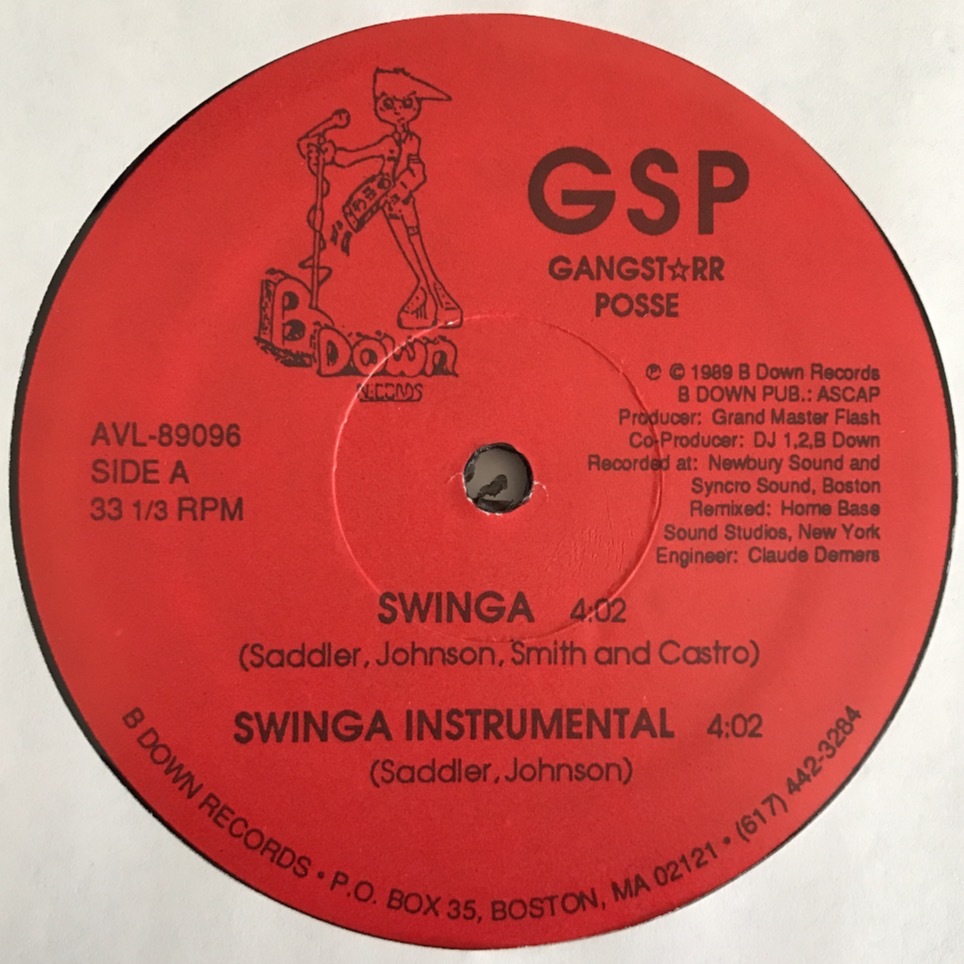 GSP
GANGST☆RR
POSSE
B
DOWN
RECORDS
℗ © 1989 B Down Records
B DOWN PUB.: ASCAP
Producer: Grand Master Flash
Co-Producer: DJ 1,2,B Down
Recorded at: Newbury Sound and
Syncro Sound, Boston
Remixed: Home Base
Sound Studios, New York
Engineer: Claude Demers
AVL-89096
SIDE A
33 1/3 RPM
SWINGA 4:02
(Saddler, Johnson, Smith and Castro)
SWINGA INSTRUMENTAL 4:02
(Saddler, Johnson)
B DOWN RECORDS • P.O. BOX 35, BOSTON, MA 02121 • (617) 442-3284